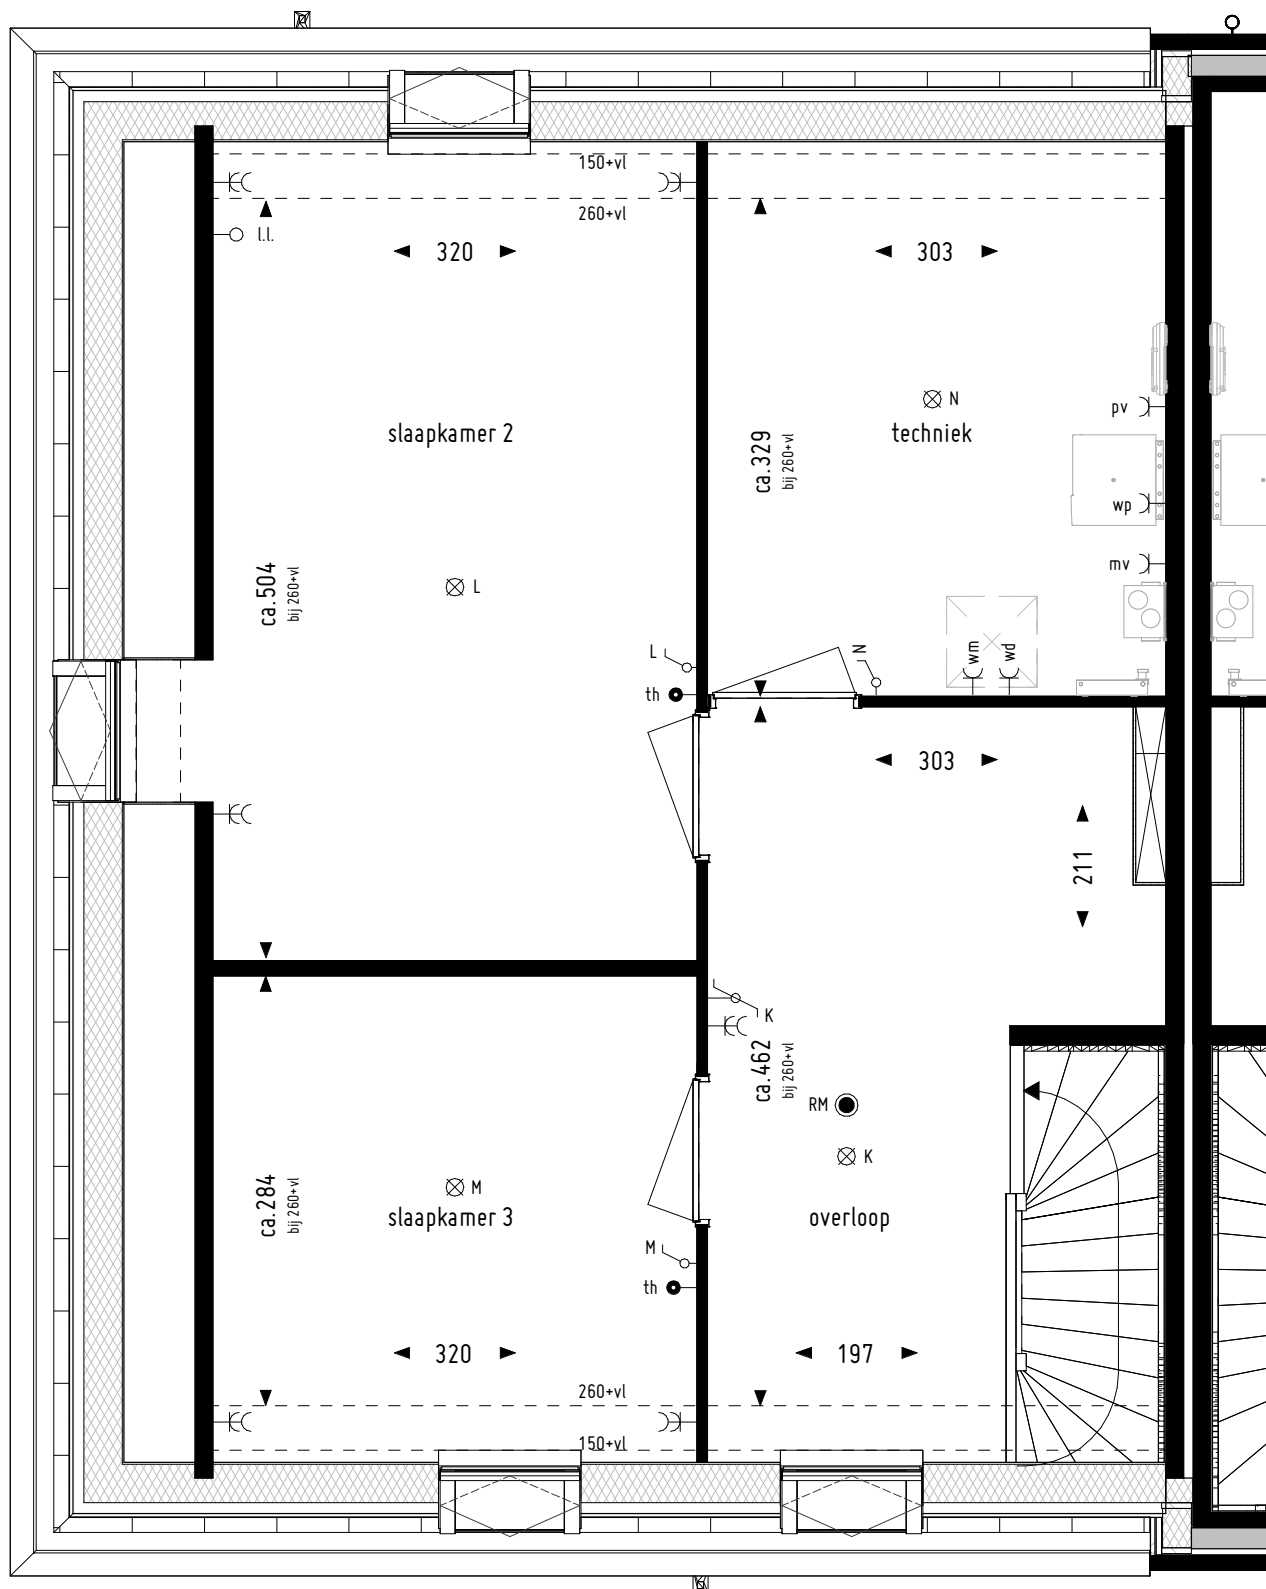 150+vl
260+vl
l.l.
320
303
N
pv
slaapkamer 2
techniek
ca.329
bij 260+vl
wp
mv
ca.504
bij 260+vl
L
L
N
wm
wd
th
303
211
K
ca.462
bij 260+vl
RM
K
ca.284
bij 260+vl
M
slaapkamer 3
overloop
M
th
320
197
260+vl
150+vl